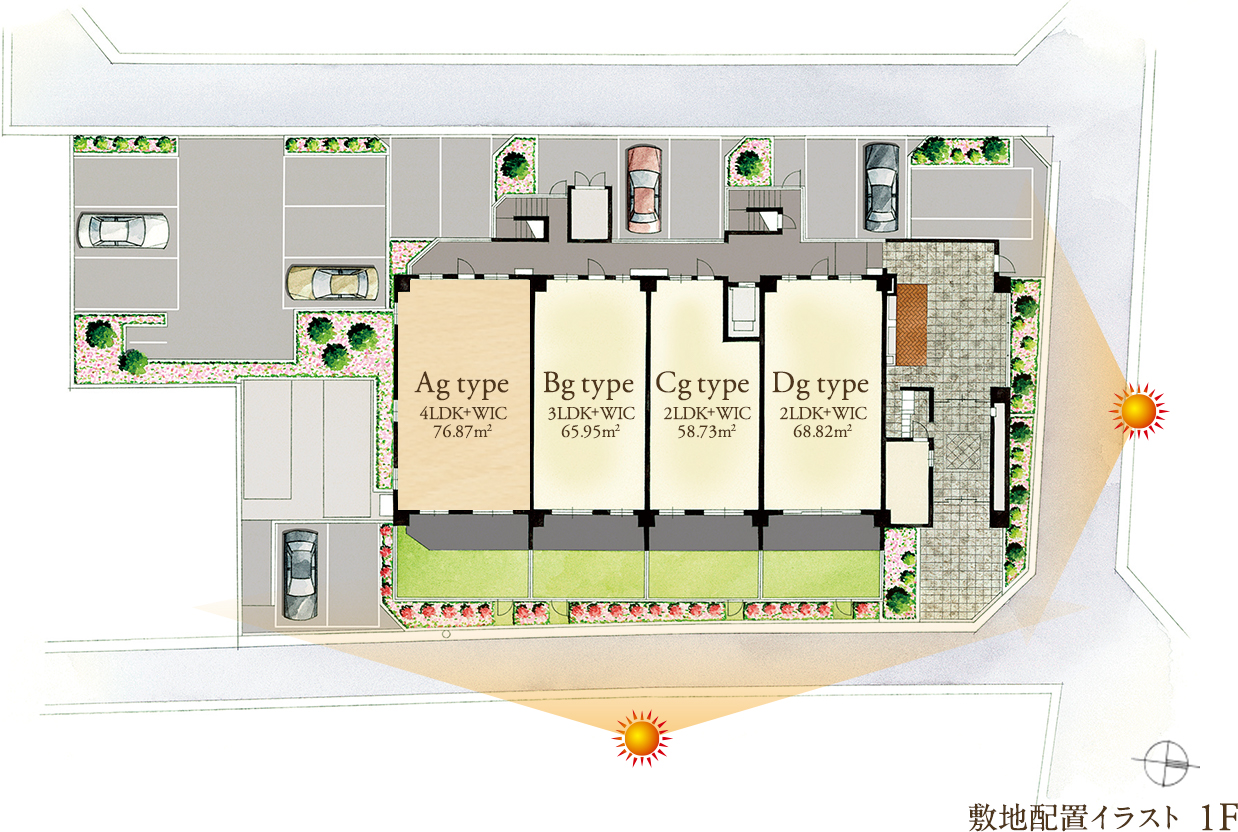 Ag type
4LDK+WIC
76.87m²
Bg type
3LDK+WIC
65.95m²
Cg type
2LDK+WIC
58.73m²
Dg type
2LDK+WIC
68.82m²
敷地配置イラスト 1F